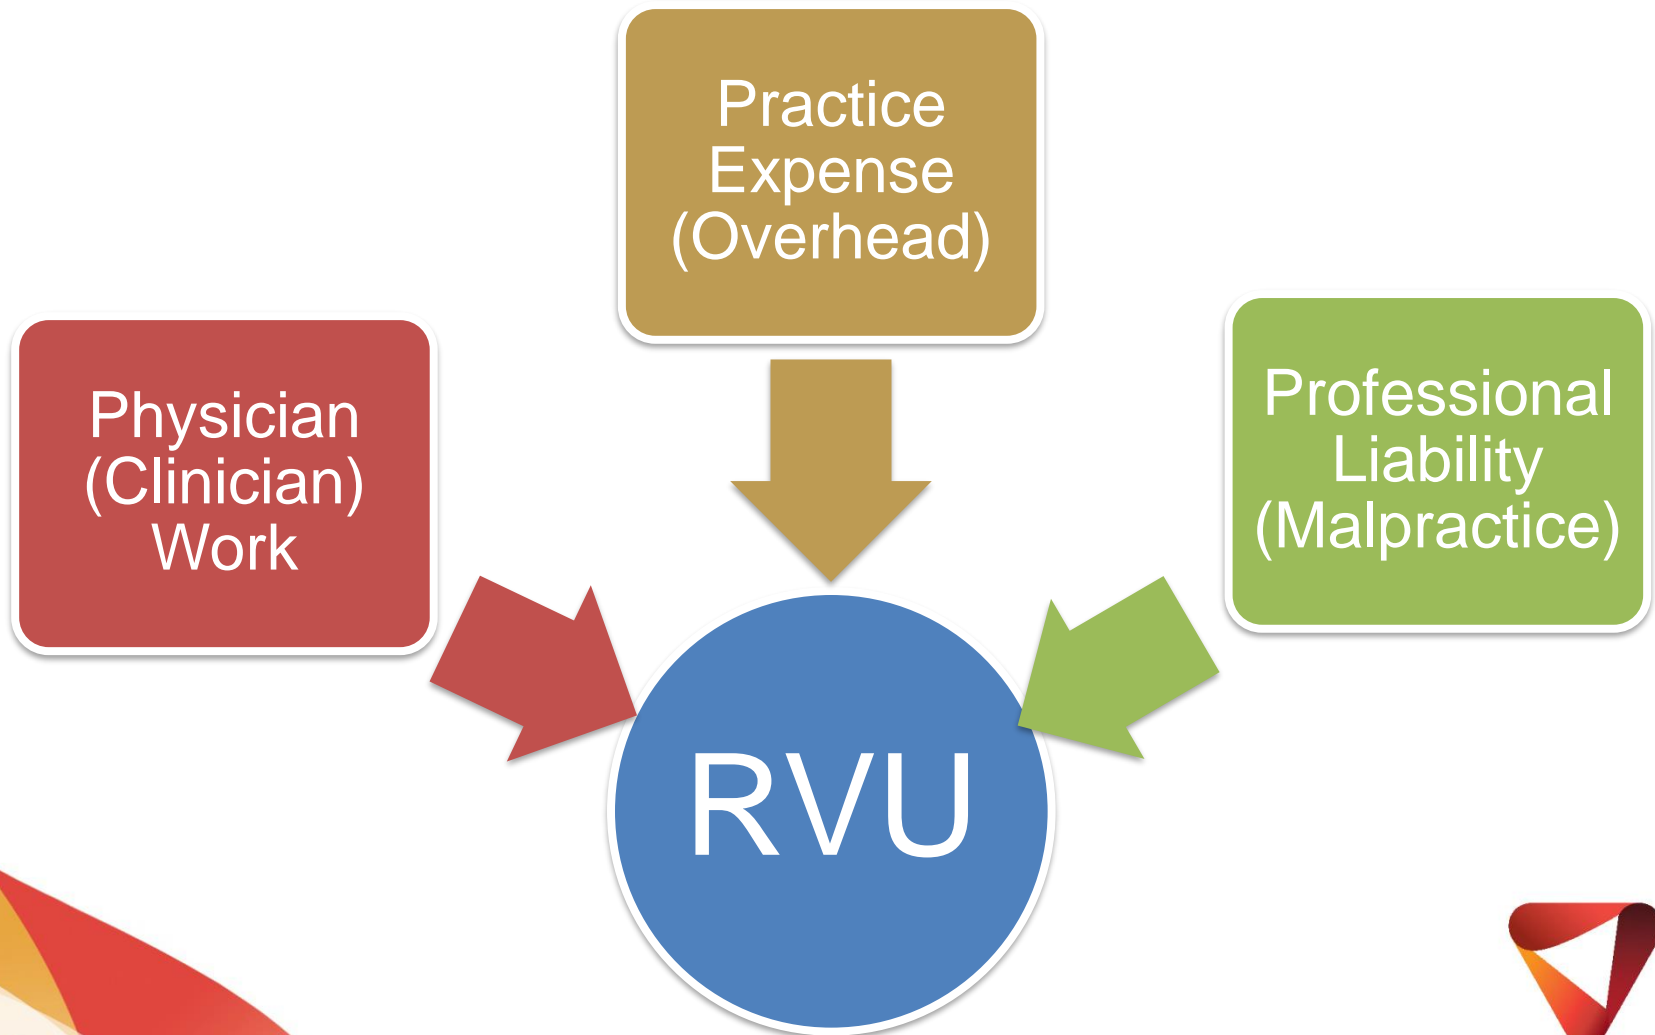 Practice
Expense
(Overhead)
Physician
(Clinician)
Work
Professional
Liability
(Malpractice)
RVU